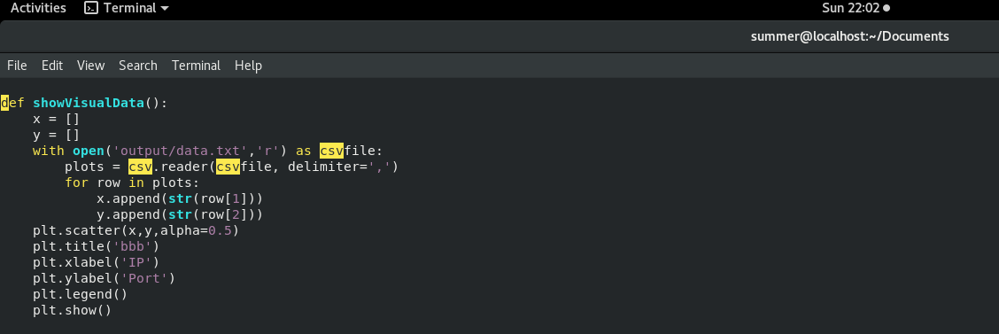 Activities Terminal Sun 22:02
summer@localhost:~/Documents
File Edit View Search Terminal Help
def showVisualData():
    x = []
    y = []
    with open('output/data.txt','r') as csvfile:
        plots = csv.reader(csvfile, delimiter=',')
        for row in plots:
            x.append(str(row[1]))
            y.append(str(row[2]))
    plt.scatter(x,y,alpha=0.5)
    plt.title('bbb')
    plt.xlabel('IP')
    plt.ylabel('Port')
    plt.legend()
    plt.show()